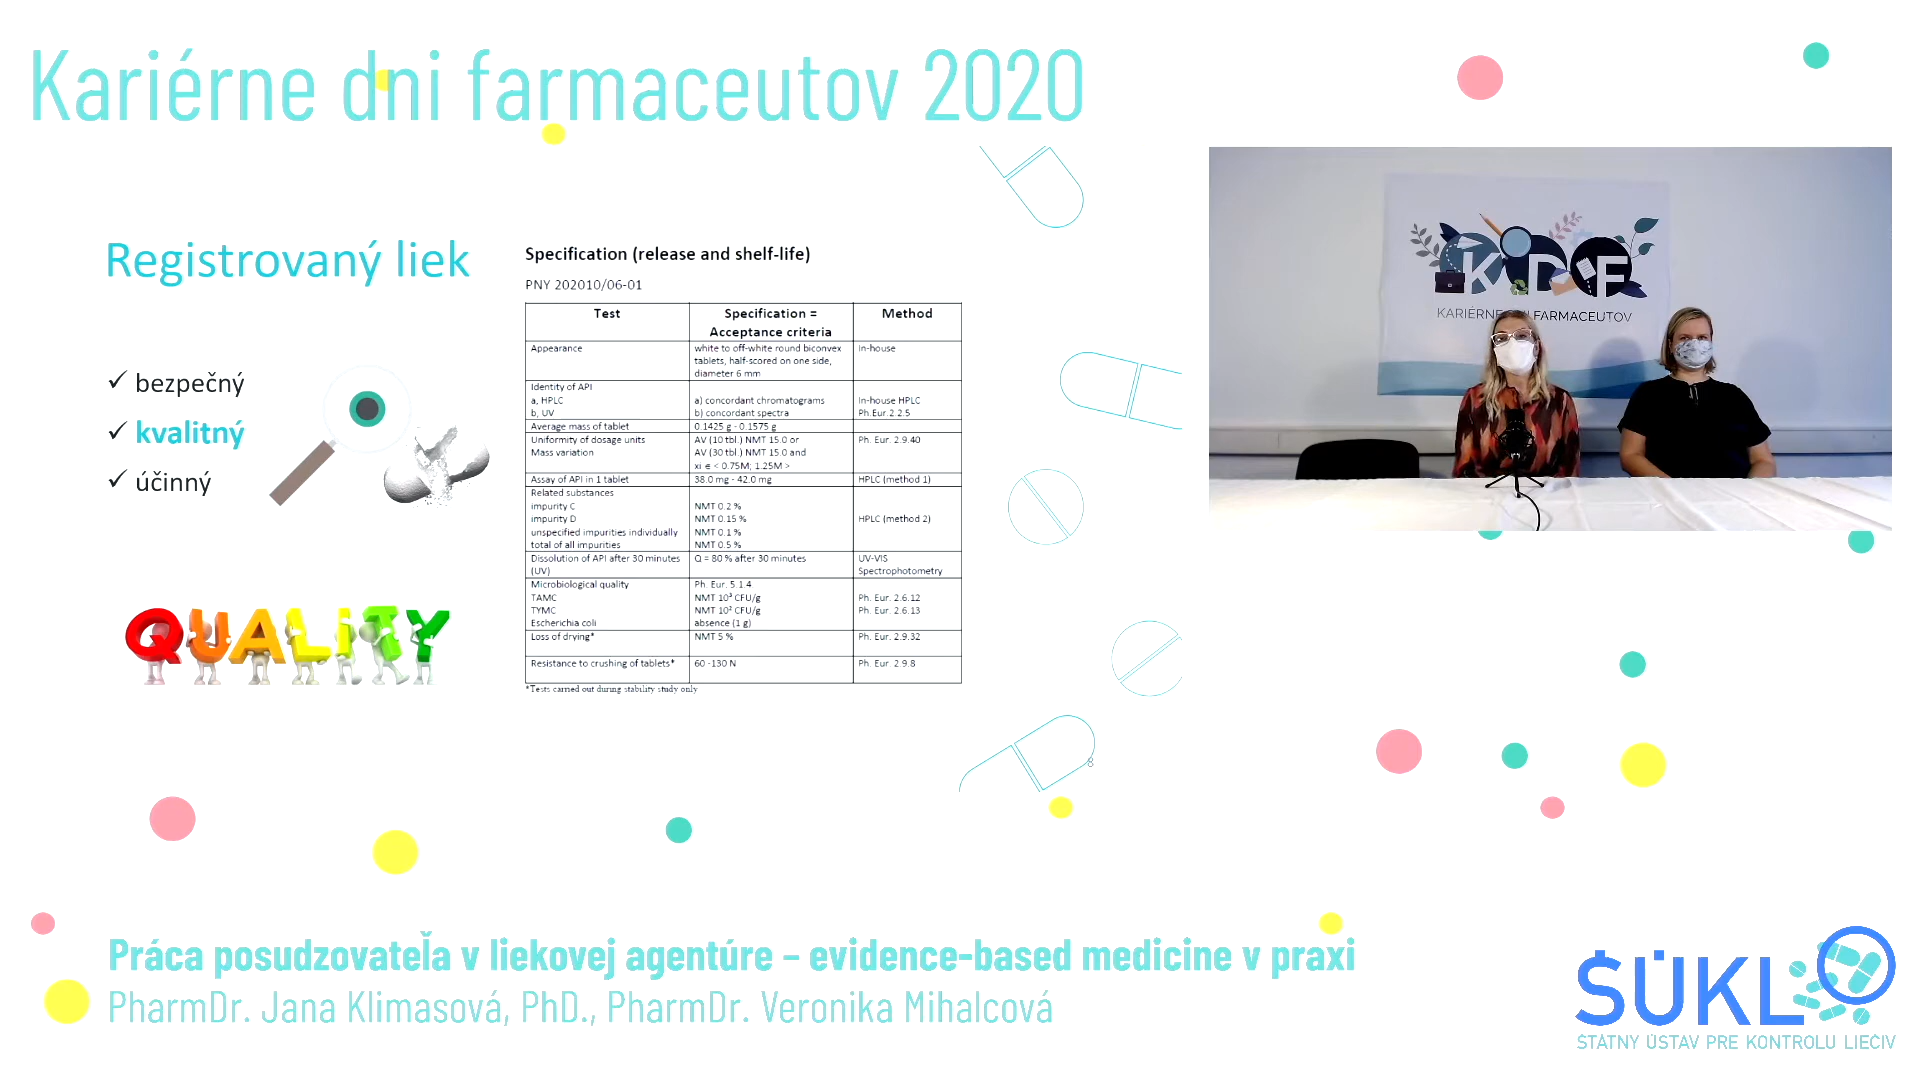 Kariérne dni farmaceutov 2020
Registrovaný liek
✓ bezpečný
✓ kvalitný
✓ účinný
QUALiTY
Specification (release and shelf-life)
PNY 202010/06-01
Test
Specification =
Acceptance criteria
Method
Appearance
white to off-white round biconvex
tablets, half-scored on one side,
diameter 6 mm
In-house
Identity of API
a, HPLC
b, UV
a) concordant chromatograms
b) concordant spectra
In-house HPLC
Ph.Eur.2.2.5
Average mass of tablet
0.1425 g - 0.1575 g
Uniformity of dosage units
Mass variation
AV (10 tbl.) NMT 15.0 or
AV (30 tbl.) NMT 15.0 and
xi ∈ < 0.75M; 1.25M >
Ph. Eur. 2.9.40
Assay of API in 1 tablet
38.0 mg - 42.0 mg
HPLC (method 1)
Related substances
impurity C
impurity D
unspecified impurities individually
total of all impurities
NMT 0.2 %
NMT 0.15 %
NMT 0.1 %
NMT 0.5 %
HPLC (method 2)
Dissolution of API after 30 minutes
(UV)
Q = 80 % after 30 minutes
UV-VIS
Spectrophotometry
Microbiological quality
TAMC
TYMC
Escherichia coli
Ph. Eur. 5.1.4
NMT 10³ CFU/g
NMT 10² CFU/g
absence (1 g)
Ph. Eur. 2.6.12
Ph. Eur. 2.6.13
Loss of drying*
NMT 5 %
Ph. Eur. 2.9.32
Resistance to crushing of tablets*
60 -130 N
Ph. Eur. 2.9.8
*Tests carried out during stability study only
8
KDF
KARIÉRNE DNI FARMACEUTOV
Práca posudzovateľa v liekovej agentúre – evidence-based medicine v praxi
PharmDr. Jana Klimasová, PhD., PharmDr. Veronika Mihalcová
ŠÚKL
ŠTÁTNY ÚSTAV PRE KONTROLU LIEČIV